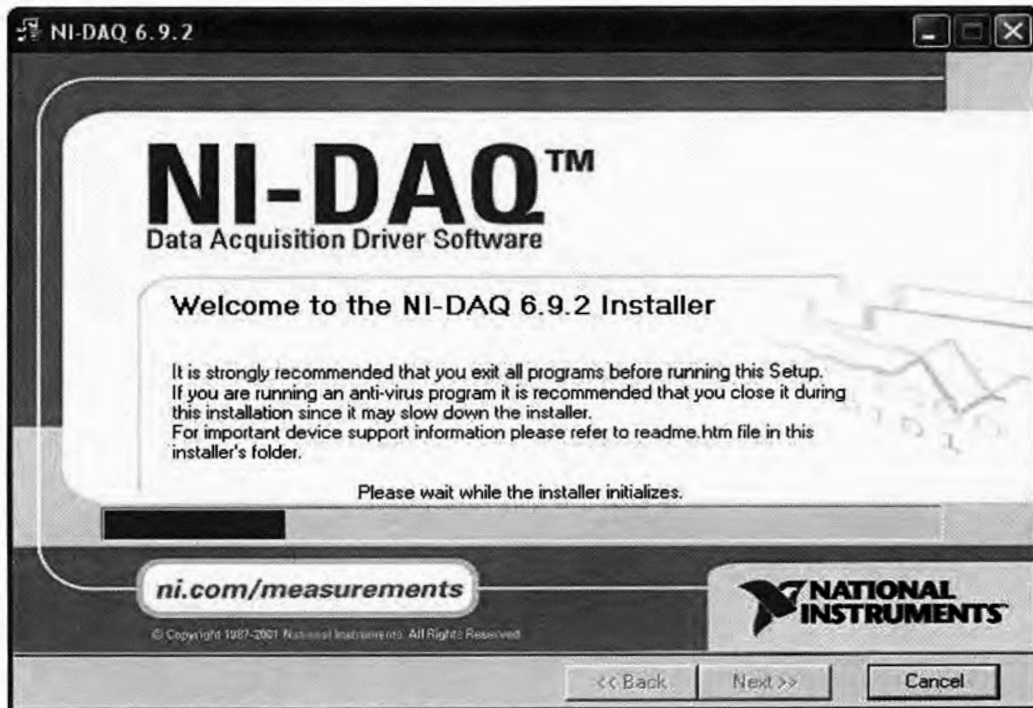 NI-DAQ 6.9.2
NI-DAQ™
Data Acquisition Driver Software
Welcome to the NI-DAQ 6.9.2 Installer
It is strongly recommended that you exit all programs before running this Setup.
If you are running an anti-virus program it is recommended that you close it during
this installation since it may slow down the installer.
For important device support information please refer to readme.htm file in this
installer's folder.
Please wait while the installer initializes.
ni.com/measurements
© Copyright 1987-2001 National Instruments. All Rights Reserved
NATIONAL
INSTRUMENTS™
<< Back
Next >>
Cancel